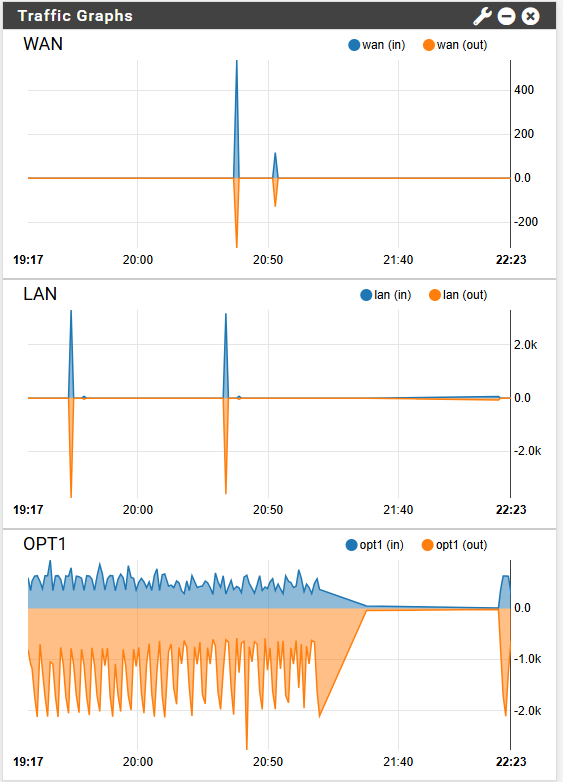 Traffic Graphs
WAN
wan (in) wan (out)
400
200
0.0
-200
19:17 20:00 20:50 21:40 22:23
LAN
lan (in) lan (out)
2.0k
0.0
-2.0k
19:17 20:00 20:50 21:40 22:23
OPT1
opt1 (in) opt1 (out)
0.0
-1.0k
-2.0k
19:17 20:00 20:50 21:40 22:23